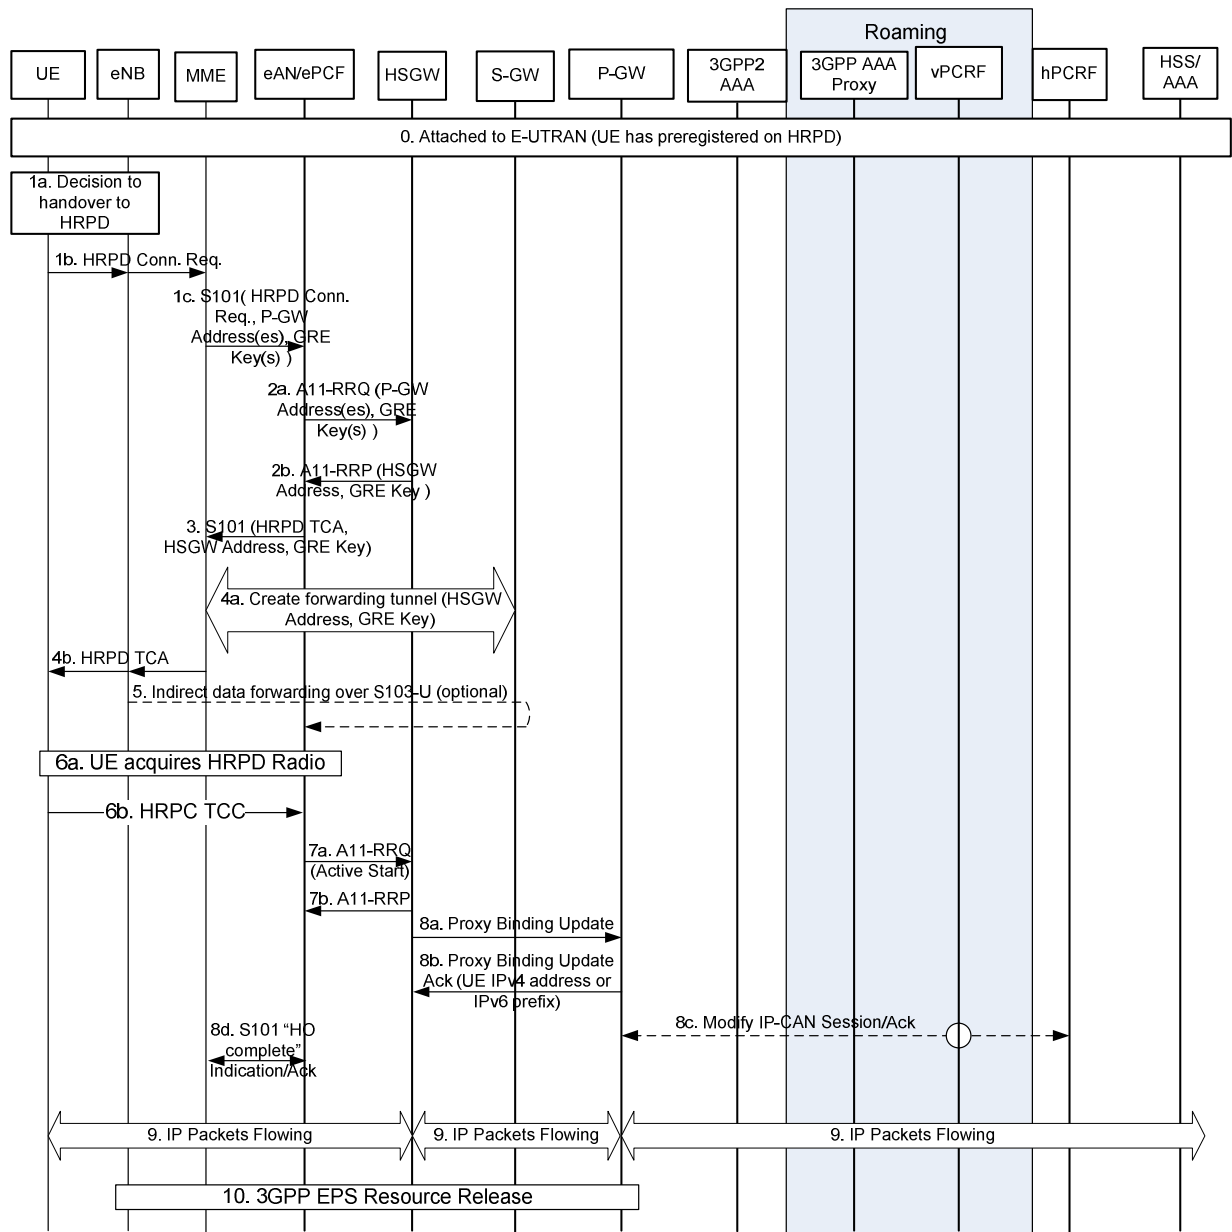 Roaming
UE
eNB
MME
eAN/ePCF
HSGW
S-GW
P-GW
3GPP2
AAA
3GPP AAA
Proxy
vPCRF
hPCRF
HSS/
AAA
0. Attached to E-UTRAN (UE has preregistered on HRPD)
1a. Decision to
handover to
HRPD
1b. HRPD Conn. Req.
1c. S101( HRPD Conn.
Req., P-GW
Address(es), GRE
Key(s) )
2a. A11-RRQ (P-GW
Address(es), GRE
Key(s) )
2b. A11-RRP (HSGW
Address, GRE Key )
3. S101 (HRPD TCA,
HSGW Address, GRE Key)
4a. Create forwarding tunnel (HSGW
Address, GRE Key)
4b. HRPD TCA
5. Indirect data forwarding over S103-U (optional)
6a. UE acquires HRPD Radio
6b. HRPC TCC
7a. A11-RRQ
(Active Start)
7b. A11-RRP
8a. Proxy Binding Update
8b. Proxy Binding Update
Ack (UE IPv4 address or
IPv6 prefix)
8c. Modify IP-CAN Session/Ack
8d. S101 “HO
complete”
Indication/Ack
9. IP Packets Flowing
9. IP Packets Flowing
9. IP Packets Flowing
10. 3GPP EPS Resource Release